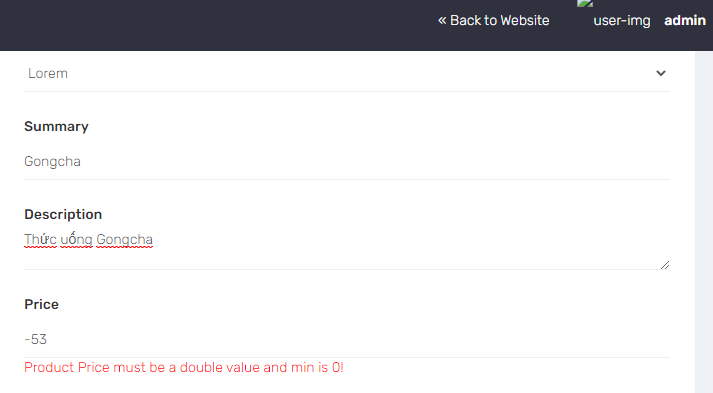 « Back to Website user-img admin
Lorem
Summary
Gongcha
Description
Thức uống Gongcha
Price
-53
Product Price must be a double value and min is 0!